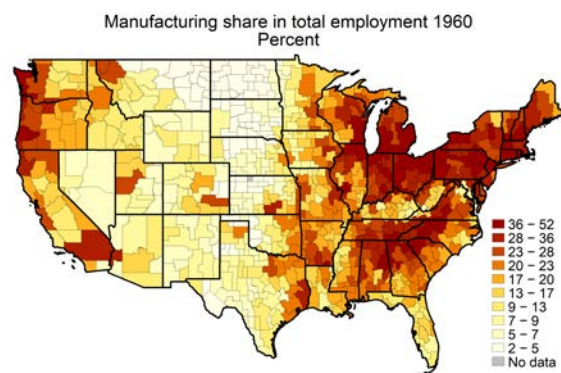 Manufacturing share in total employment 1960
Percent
36 – 52
28 – 36
23 – 28
20 – 23
17 – 20
13 – 17
9 – 13
7 – 9
5 – 7
2 – 5
No data